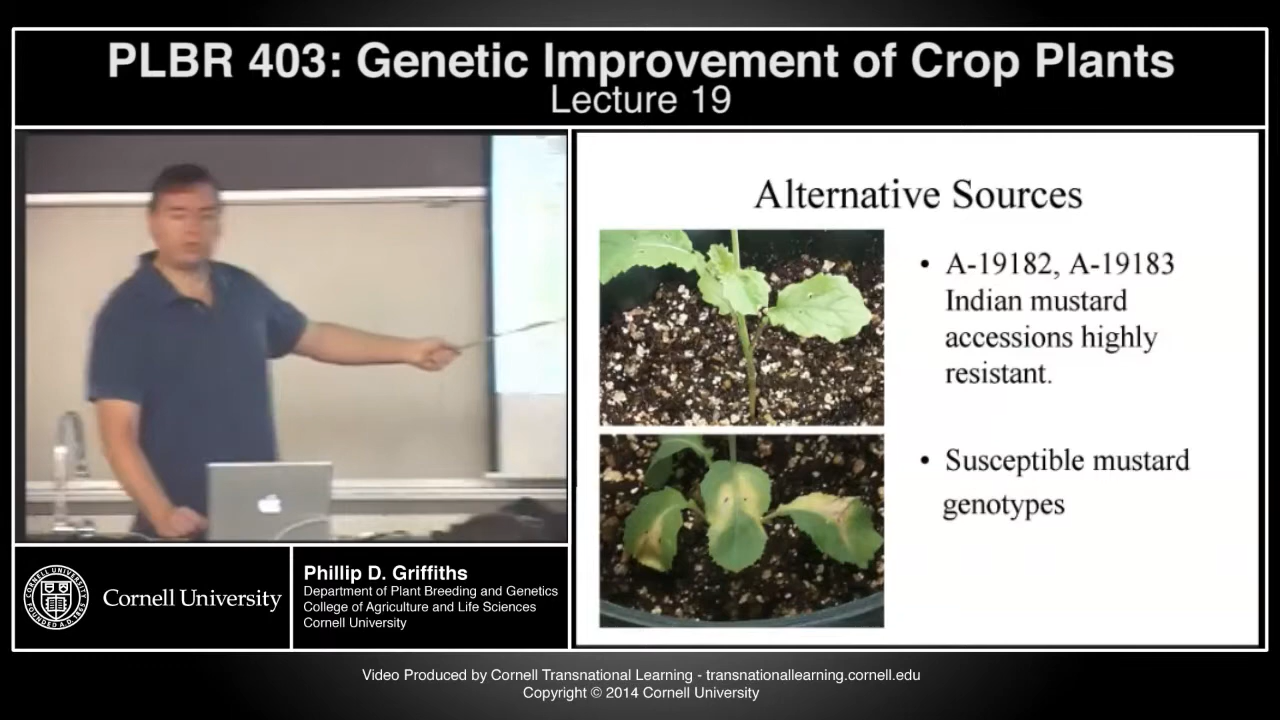 PLBR 403: Genetic Improvement of Crop Plants
Lecture 19
Alternative Sources
• A-19182, A-19183
Indian mustard
accessions highly
resistant.
• Susceptible mustard
genotypes
Cornell University
Phillip D. Griffiths
Department of Plant Breeding and Genetics
College of Agriculture and Life Sciences
Cornell University
Video Produced by Cornell Transnational Learning - transnationallearning.cornell.edu
Copyright © 2014 Cornell University